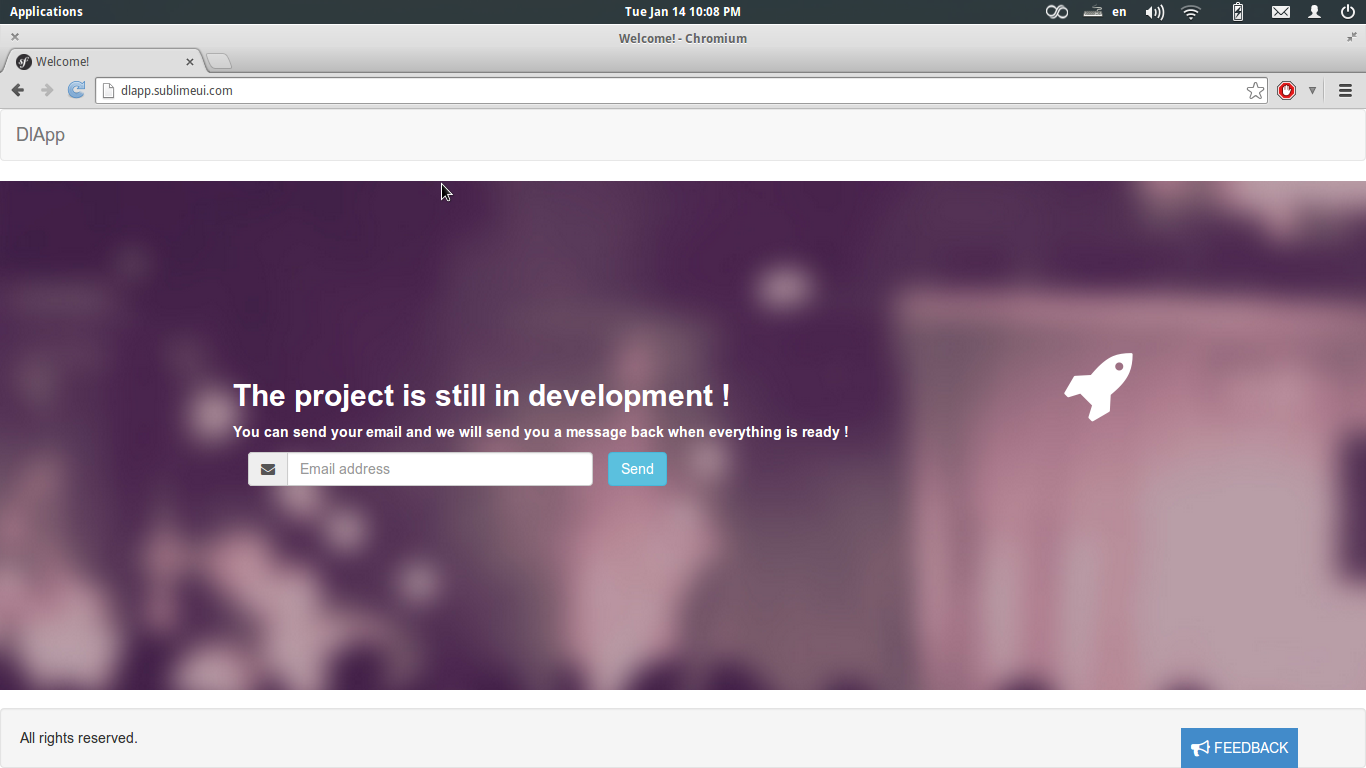 Applications
Tue Jan 14 10:08 PM
en
Welcome! - Chromium
sf Welcome!
dlapp.sublimeui.com
DlApp
The project is still in development !
You can send your email and we will send you a message back when everything is ready !
Email address
Send
All rights reserved.
FEEDBACK